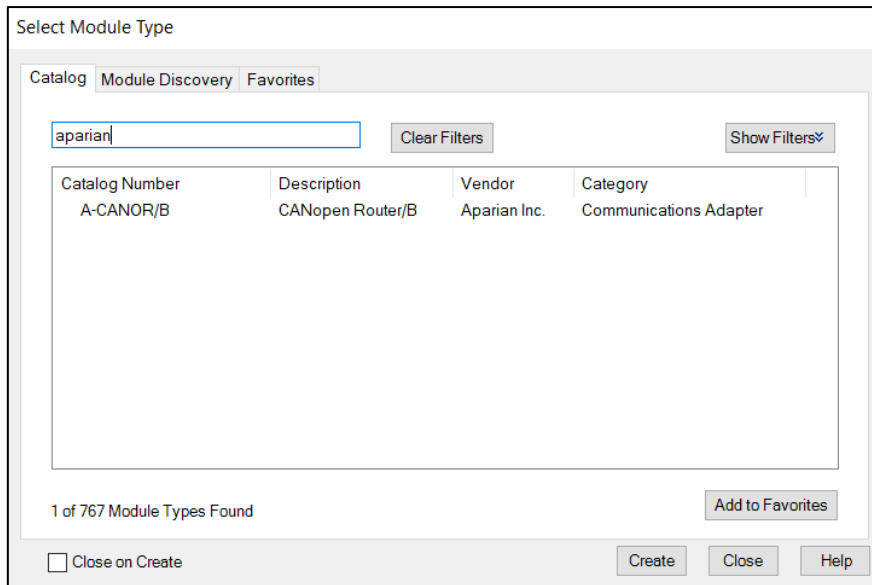 Select Module Type
Catalog Module Discovery Favorites
aparian Clear Filters Show Filters
Catalog Number Description Vendor Category
A-CANOR/B CANopen Router/B Aparian Inc. Communications Adapter
1 of 767 Module Types Found Add to Favorites
Close on Create Create Close Help